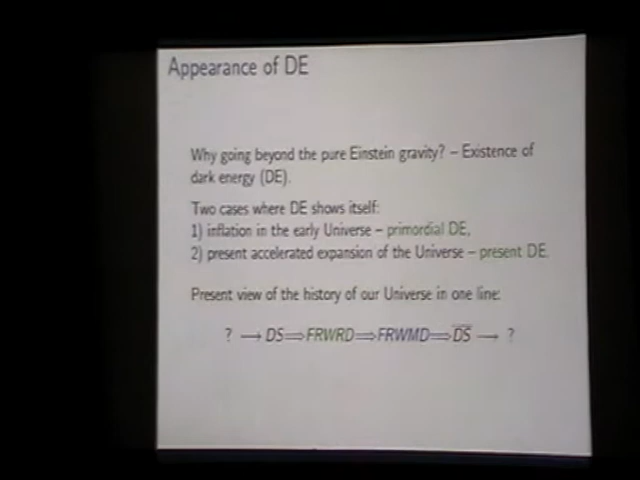 Appearance of DE
Why going beyond the pure Einstein gravity? – Existence of
dark energy (DE).
Two cases where DE shows itself:
1) inflation in the early Universe – primordial DE,
2) present accelerated expansion of the Universe – present DE.
Present view of the history of our Universe in one line:
? ⟶ DS⟹FRWRD⟹FRWMD⟹D̅S̅ ⟶ ?